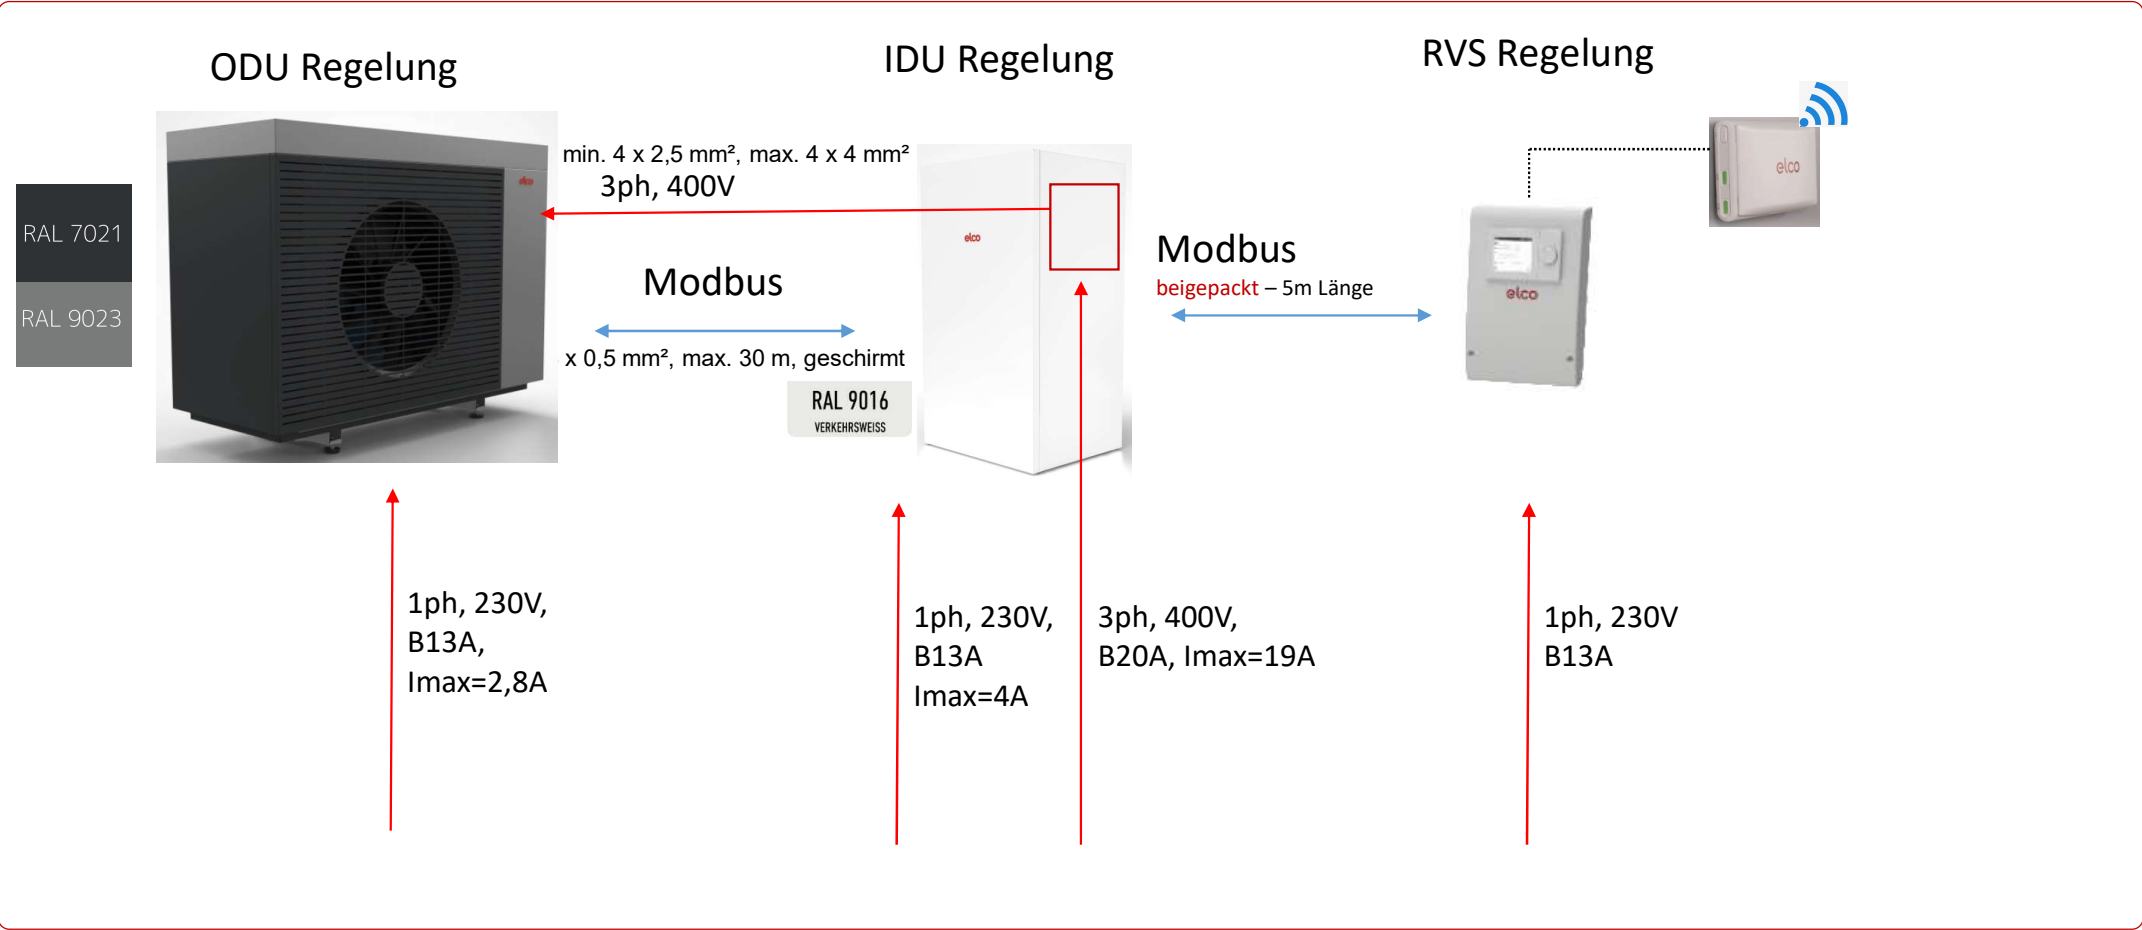 ODU Regelung
IDU Regelung
RVS Regelung
RAL 7021
RAL 9023
elco
min. 4 x 2,5 mm², max. 4 x 4 mm²
3ph, 400V
Modbus
x 0,5 mm², max. 30 m, geschirmt
RAL 9016
VERKEHRSWEISS
elco
Modbus
beigepackt – 5m Länge
elco
elco
1ph, 230V,
B13A,
Imax=2,8A
1ph, 230V,
B13A
Imax=4A
3ph, 400V,
B20A, Imax=19A
1ph, 230V
B13A